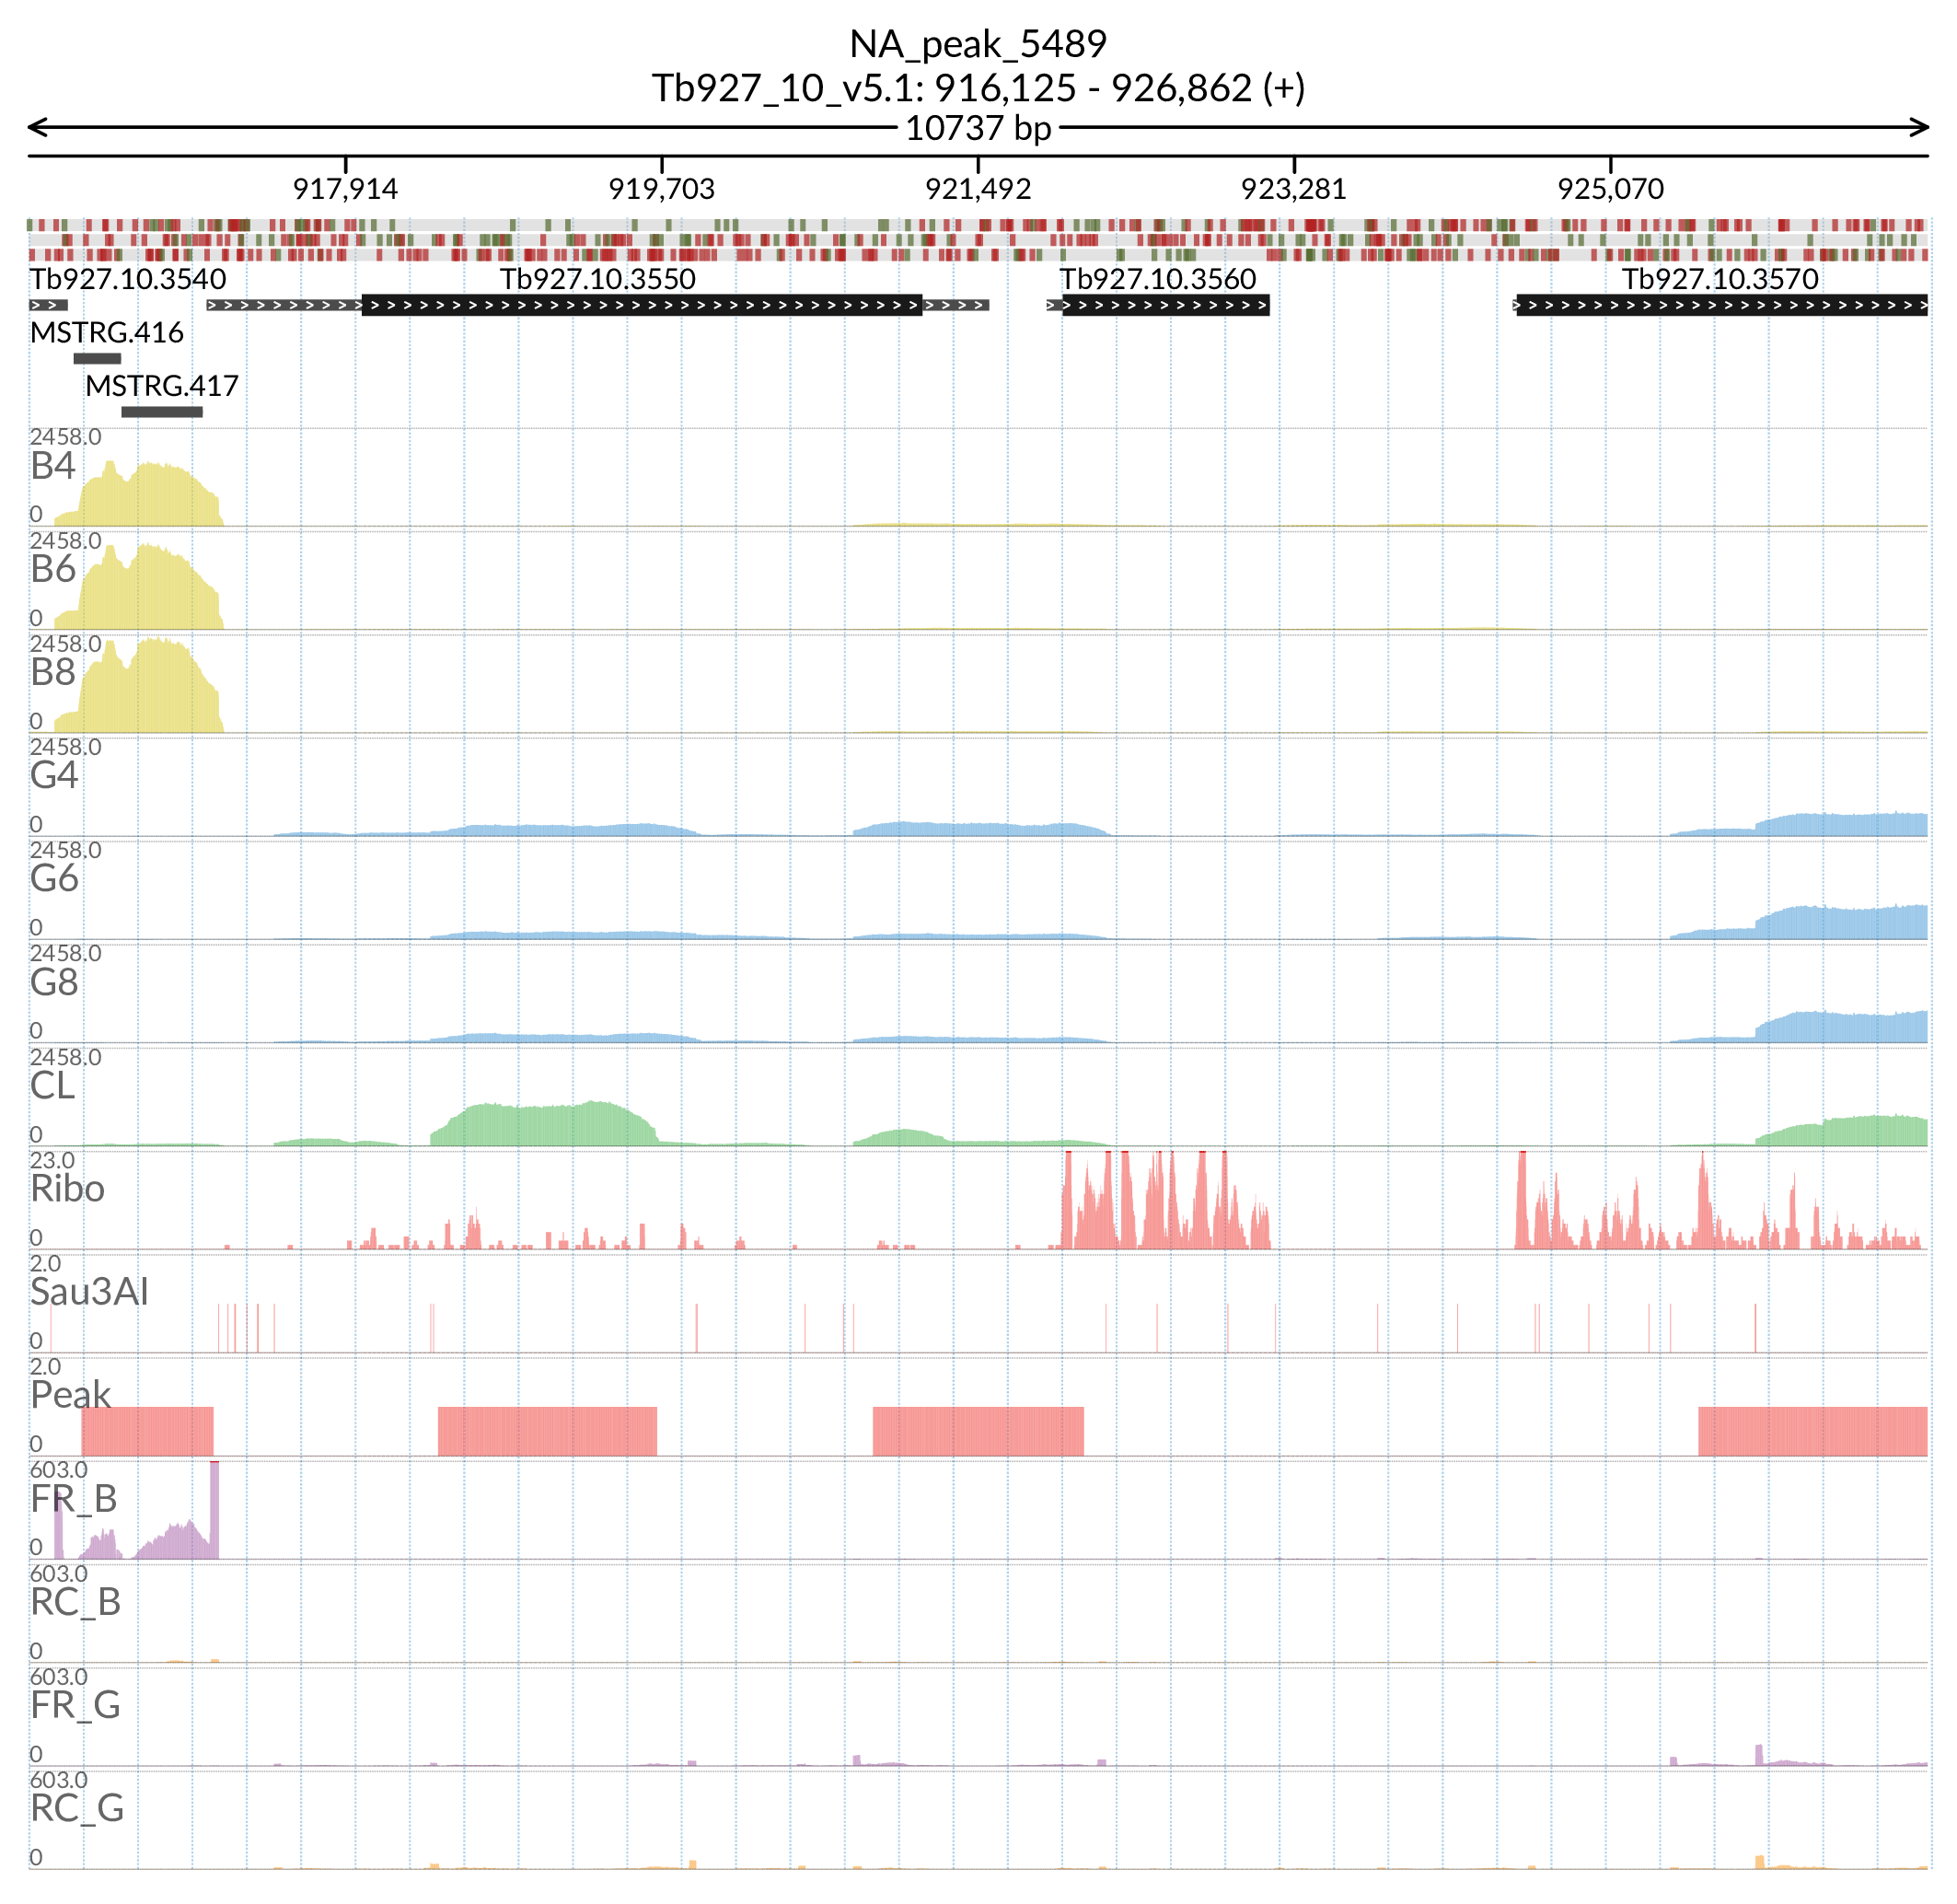 NA_peak_5489
Tb927_10_v5.1: 916,125 - 926,862 (+)
10737 bp
917,914 919,703 921,492 923,281 925,070
Tb927.10.3540 Tb927.10.3550 Tb927.10.3560 Tb927.10.3570
MSTRG.416
MSTRG.417
2458.0
B4
0
2458.0
B6
0
2458.0
B8
0
2458.0
G4
0
2458.0
G6
0
2458.0
G8
0
2458.0
CL
0
23.0
Ribo
0
2.0
Sau3AI
0
2.0
Peak
0
603.0
FR_B
0
603.0
RC_B
0
603.0
FR_G
0
603.0
RC_G
0